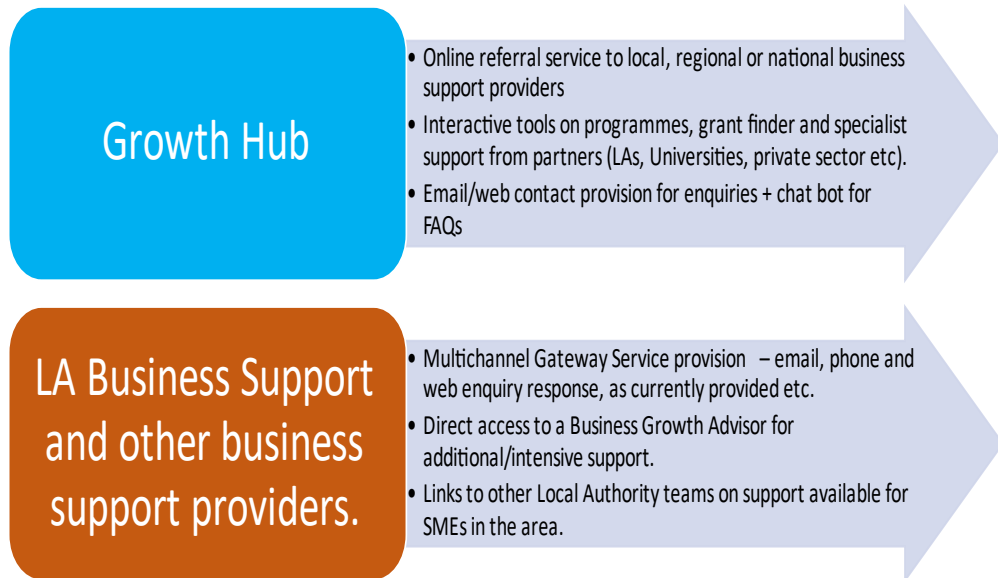 Growth Hub
• Online referral service to local, regional or national business
support providers
• Interactive tools on programmes, grant finder and specialist
support from partners (LAs, Universities, private sector etc).
• Email/web contact provision for enquiries + chat bot for
FAQs
LA Business Support
and other business
support providers.
• Multichannel Gateway Service provision – email, phone and
web enquiry response, as currently provided etc.
• Direct access to a Business Growth Advisor for
additional/intensive support.
• Links to other Local Authority teams on support available for
SMEs in the area.